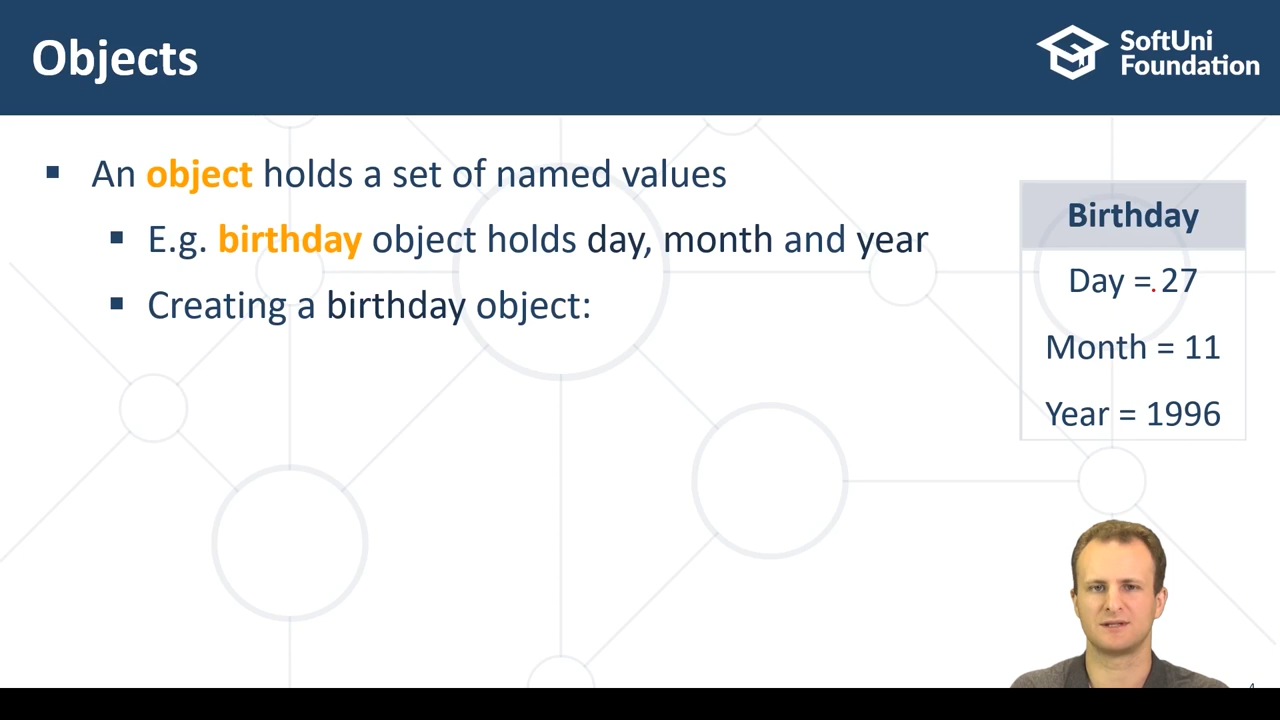 Objects
SoftUni
Foundation
▪ An object holds a set of named values
▪ E.g. birthday object holds day, month and year
▪ Creating a birthday object:
Birthday
Day = 27
Month = 11
Year = 1996